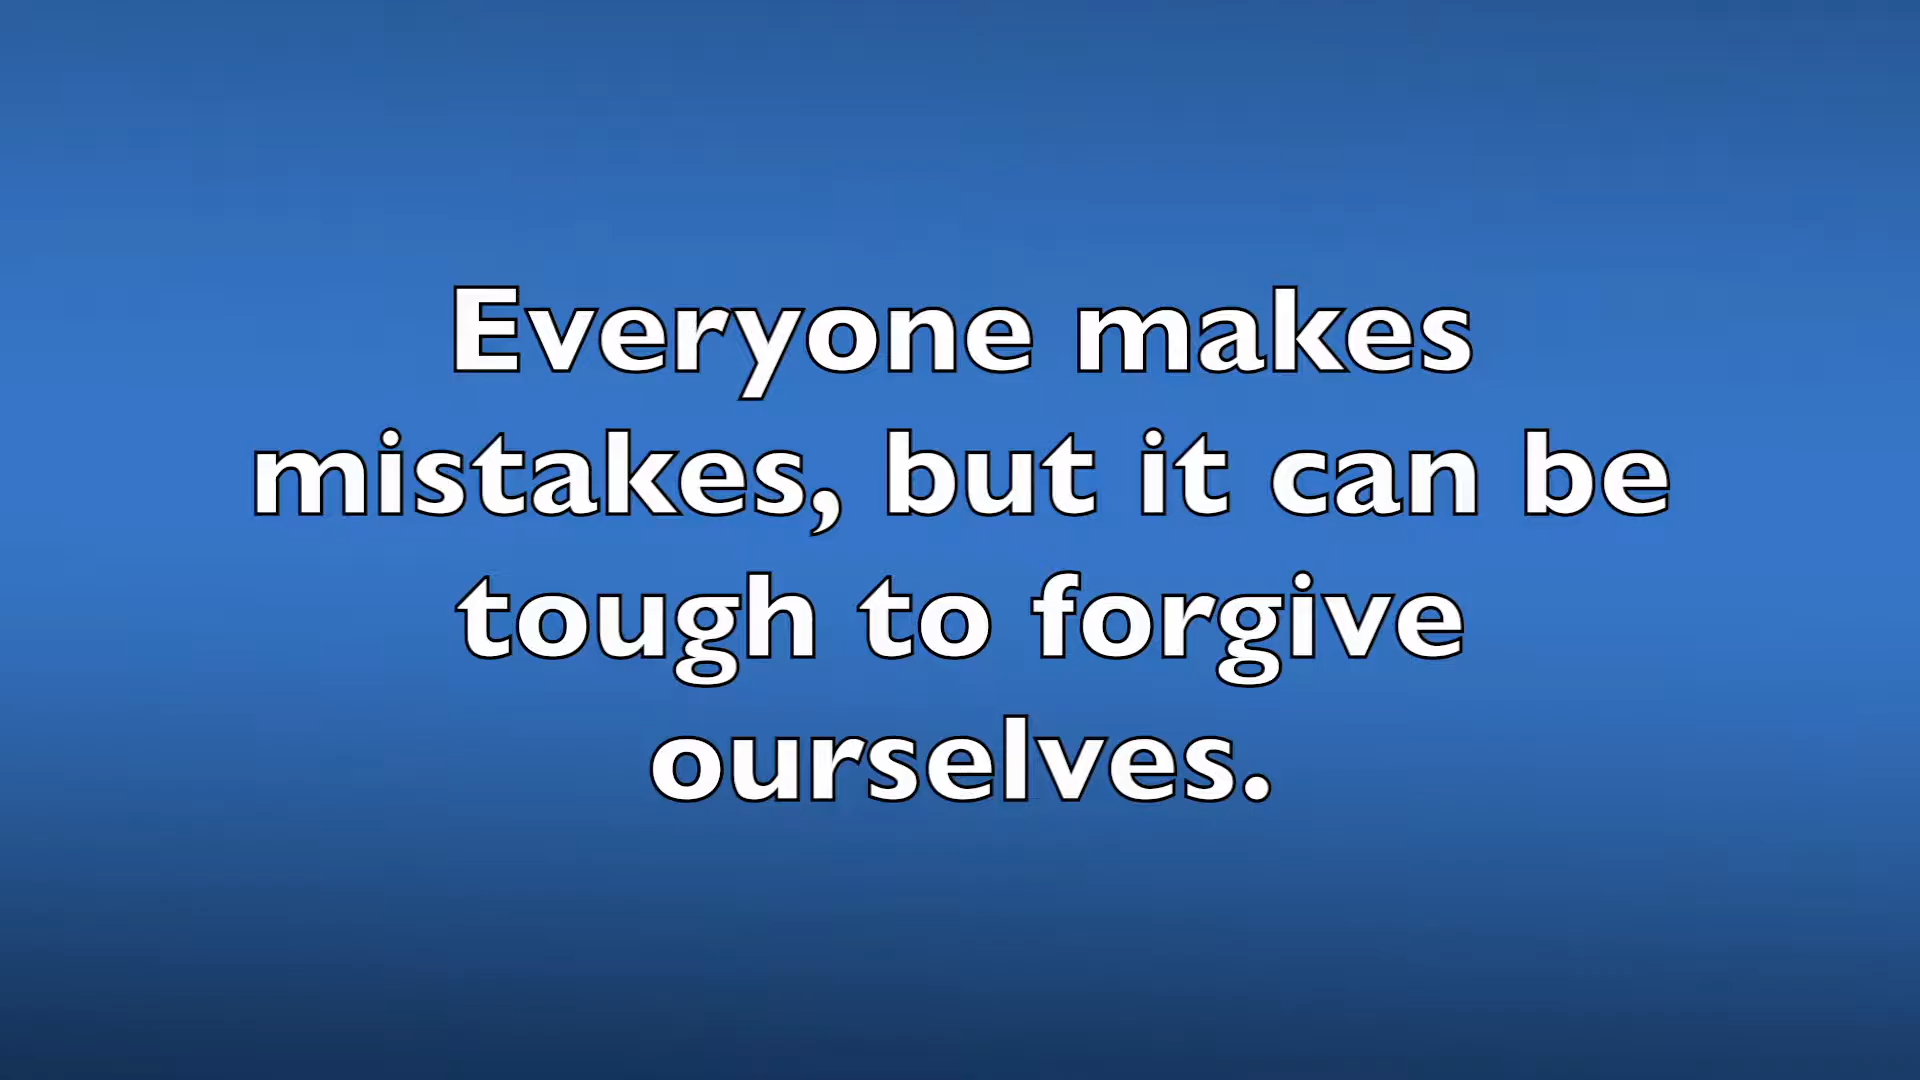 Everyone makes
mistakes, but it can be
tough to forgive
ourselves.